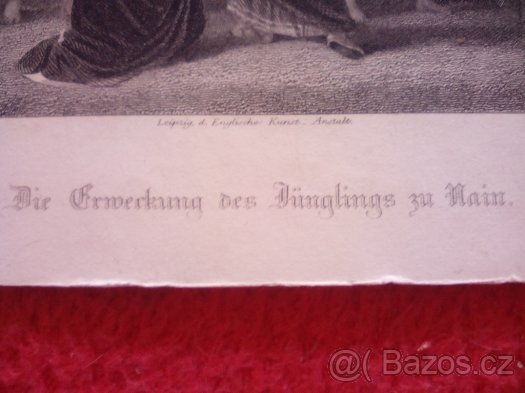 Leipzig d. Englische Kunst-Anstalt.
Die Erweckung des Jünglings zu Nain.
@( Bazos.cz